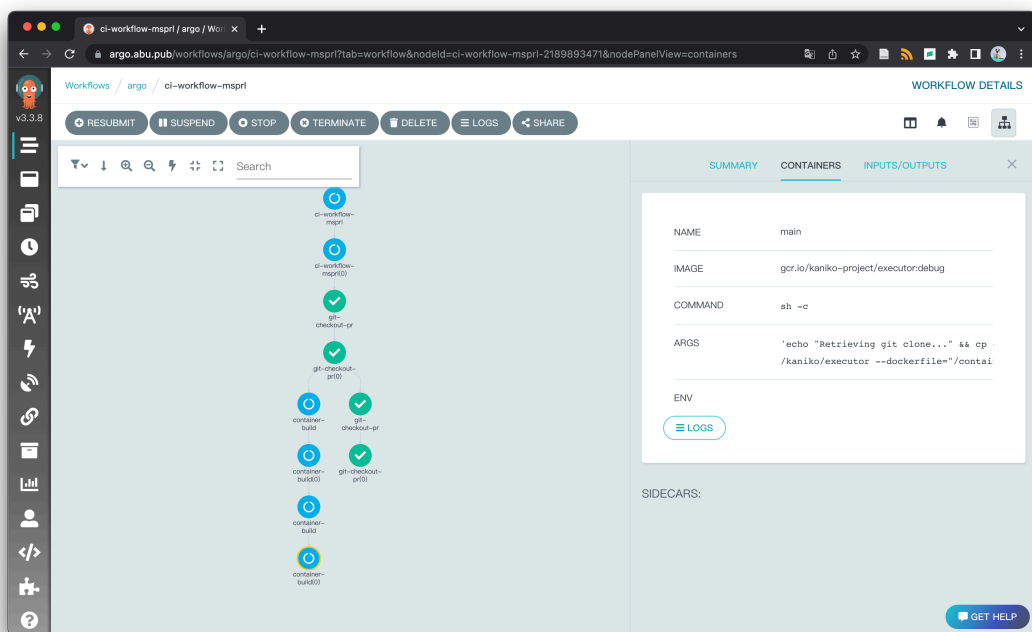 ci-workflow-msprl / argo / Wor
argo.abu.pub/workflows/argo/ci-workflow-msprl?tab=workflow&nodeId=ci-workflow-msprl-2189893471&nodePanelView=containers
v3.3.8
Workflows / argo / ci-workflow-msprl
WORKFLOW DETAILS
RESUBMIT SUSPEND STOP TERMINATE DELETE LOGS SHARE
Search
ci-workflow-
msprl
ci-workflow-
msprl(0)
git-
checkout-pr
git-checkout-
pr(0)
container-
build
git-
checkout-pr
container-
build(0)
git-checkout-
pr(0)
container-
build
container-
build(0)
SUMMARY CONTAINERS INPUTS/OUTPUTS
NAME main
IMAGE gcr.io/kaniko-project/executor:debug
COMMAND sh -c
ARGS 'echo "Retrieving git clone..." && cp
/kaniko/executor --dockerfile="/contai
ENV
LOGS
SIDECARS:
GET HELP